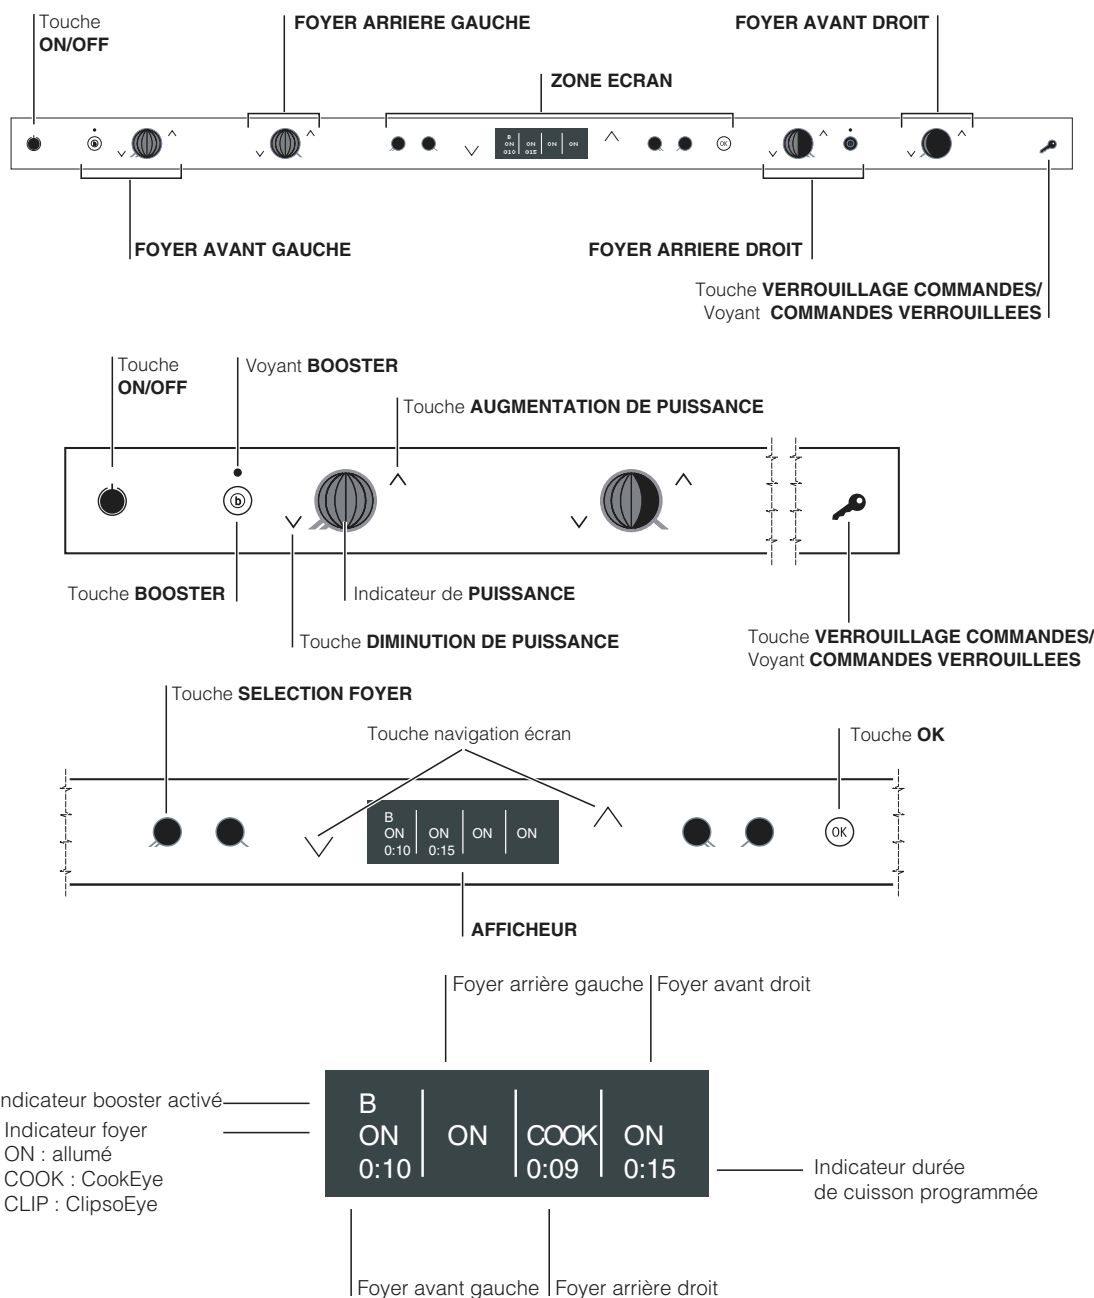 Touche
ON/OFF
FOYER ARRIERE GAUCHE
FOYER AVANT DROIT
ZONE ECRAN
B
ON ON ON ON
0:10 0:15
OK
FOYER AVANT GAUCHE
FOYER ARRIERE DROIT
Touche VERROUILLAGE COMMANDES/
Voyant COMMANDES VERROUILLEES
Touche
ON/OFF
Voyant BOOSTER
Touche AUGMENTATION DE PUISSANCE
b
Touche BOOSTER
Indicateur de PUISSANCE
Touche DIMINUTION DE PUISSANCE
Touche VERROUILLAGE COMMANDES/
Voyant COMMANDES VERROUILLEES
Touche SELECTION FOYER
Touche navigation écran
Touche OK
B
ON ON ON ON
0:10 0:15
OK
AFFICHEUR
Foyer arrière gauche
Foyer avant droit
ndicateur booster activé
Indicateur foyer
ON : allumé
COOK : CookEye
CLIP : ClipsoEye
B
ON ON COOK ON
0:10 0:09 0:15
Indicateur durée
de cuisson programmée
Foyer avant gauche
Foyer arrière droit